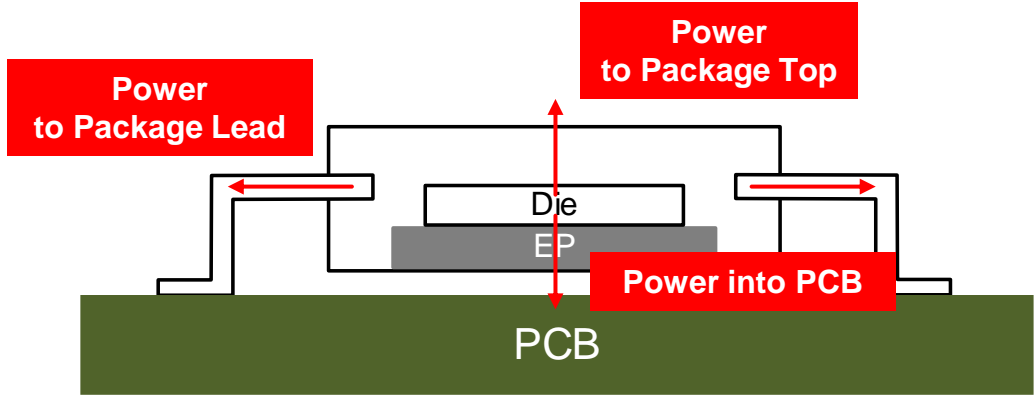 Power
to Package Top
Power
to Package Lead
Die
EP
Power into PCB
PCB